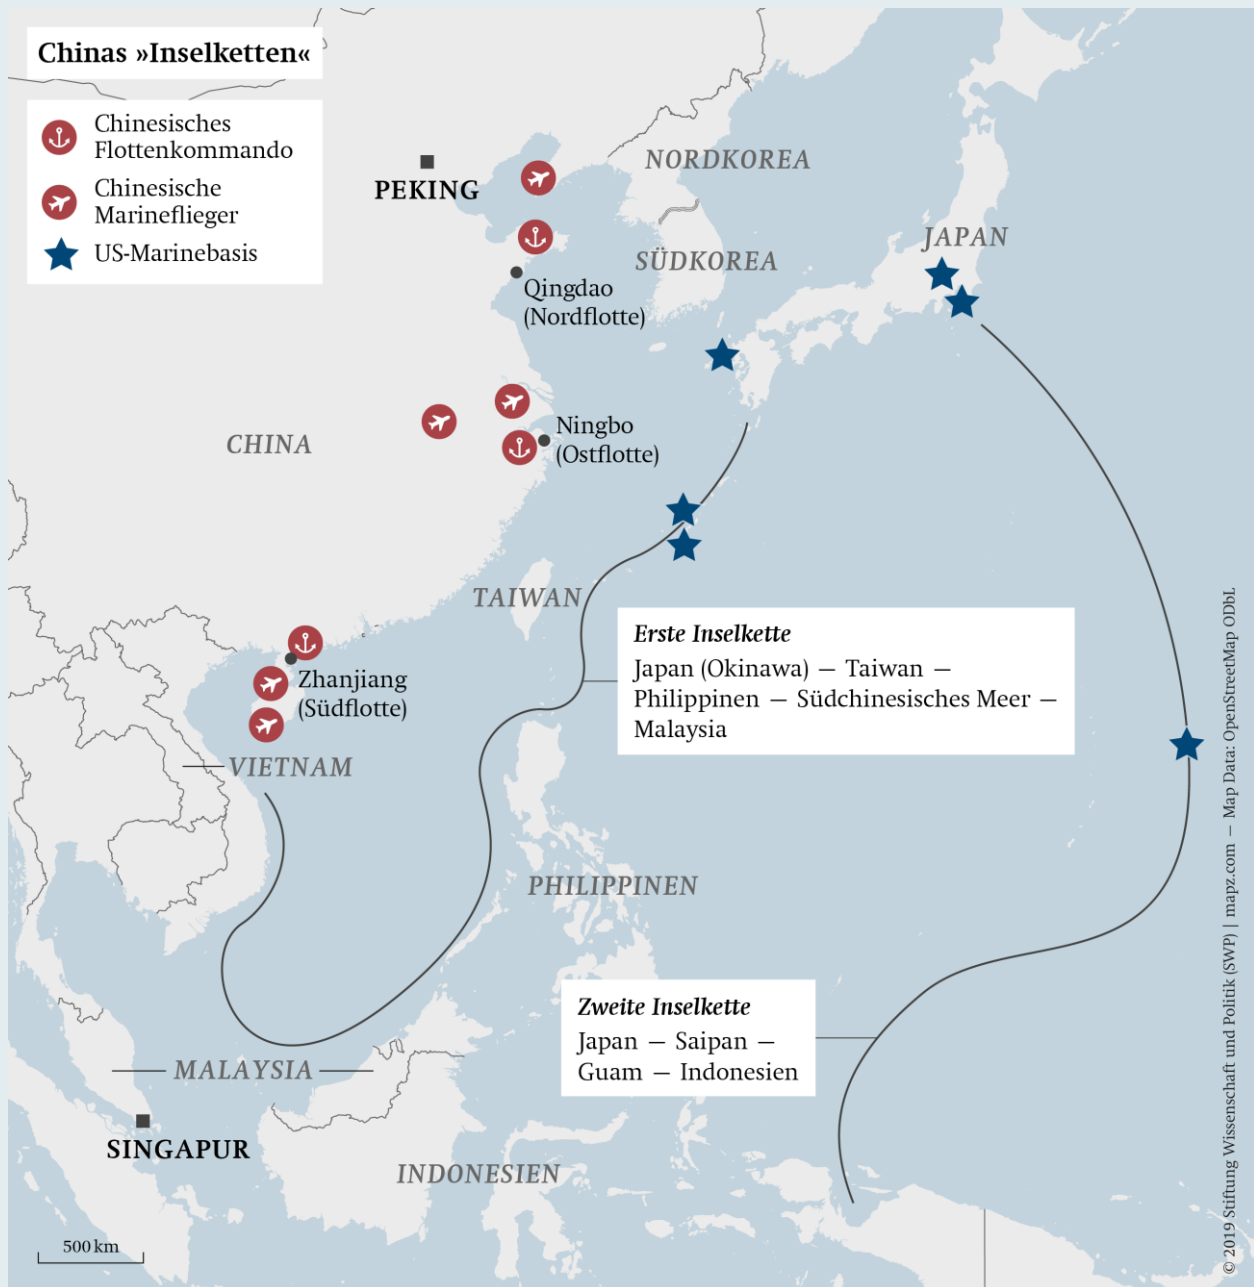 Chinas »Inselketten«
Chinesisches
Flottenkommando
Chinesische
Marineflieger
US-Marinebasis
PEKING
NORDKOREA
SÜDKOREA
JAPAN
Qingdao
(Nordflotte)
CHINA
Ningbo
(Ostflotte)
TAIWAN
Erste Inselkette
Japan (Okinawa) — Taiwan —
Philippinen — Südchinesisches Meer —
Malaysia
Zhanjiang
(Südflotte)
VIETNAM
PHILIPPINEN
Zweite Inselkette
Japan — Saipan —
Guam — Indonesien
MALAYSIA
SINGAPUR
INDONESIEN
500 km
© 2019 Stiftung Wissenschaft und Politik (SWP) | mapz.com — Map Data: OpenStreetMap ODbL